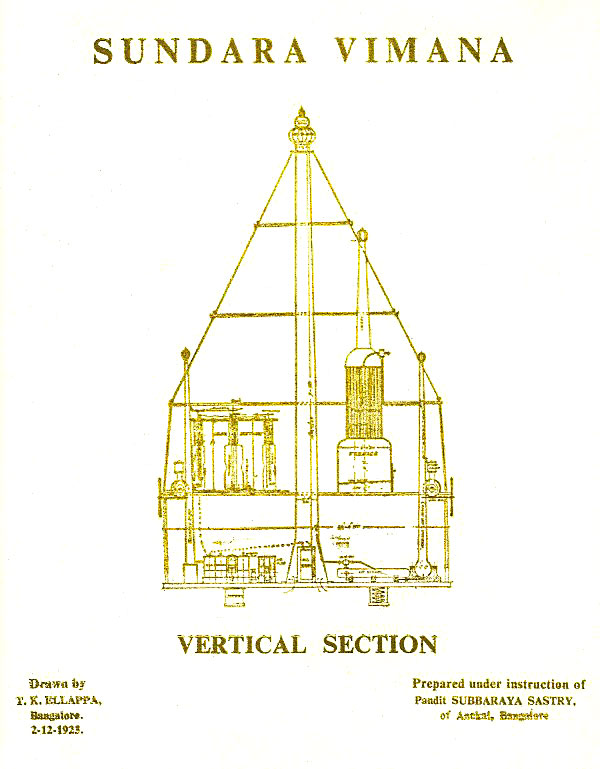 SUNDARA VIMANA
FURNACE
VERTICAL SECTION
Drawn by
T. K. ELLAPPA,
Bangalore.
2-12-1923.
Prepared under instruction of
Pandit SUBBARAYA SASTRY,
of Anekal, Bangalore